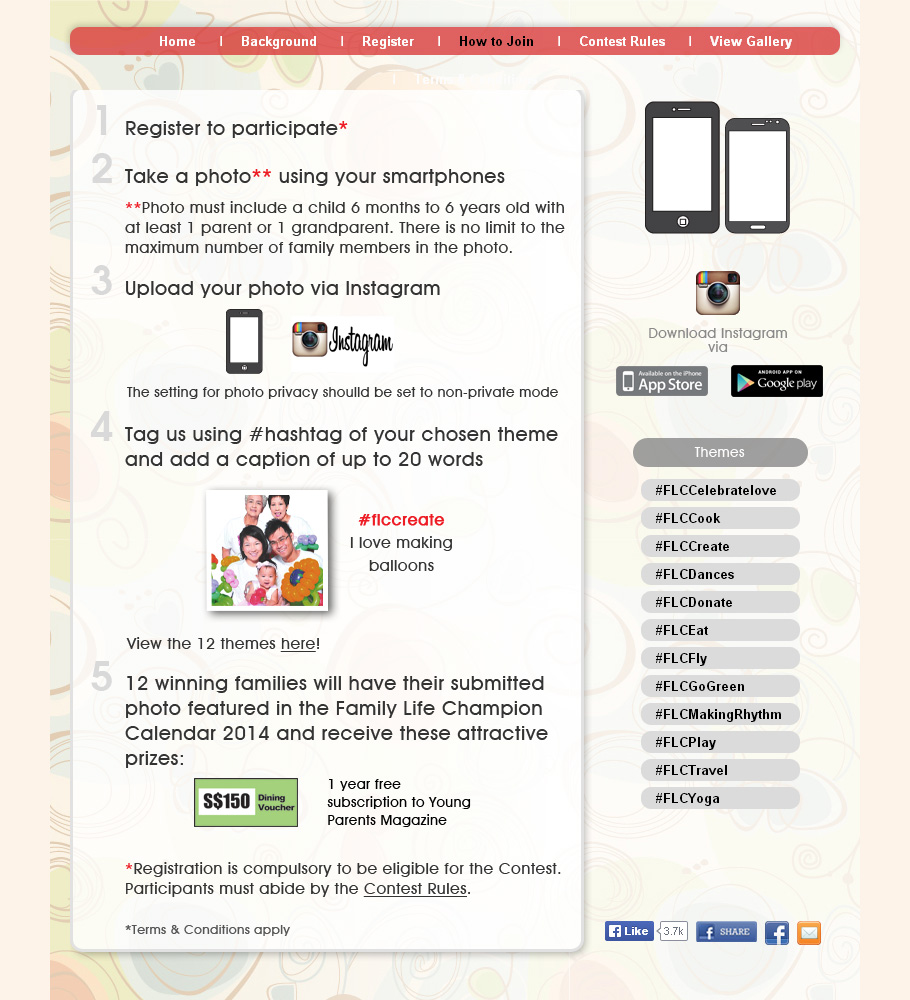 Home | Background | Register | How to Join | Contest Rules | View Gallery
1
Register to participate*
2
Take a photo** using your smartphones
**Photo must include a child 6 months to 6 years old with
at least 1 parent or 1 grandparent. There is no limit to the
maximum number of family members in the photo.
3
Upload your photo via Instagram
Instagram
The setting for photo privacy should be set to non-private mode
4
Tag us using #hashtag of your chosen theme
and add a caption of up to 20 words
#flccreate
I love making
balloons
View the 12 themes here!
5
12 winning families will have their submitted
photo featured in the Family Life Champion
Calendar 2014 and receive these attractive
prizes:
S$150 Dining
Voucher
1 year free
subscription to Young
Parents Magazine
*Registration is compulsory to be eligible for the Contest.
Participants must abide by the Contest Rules.
*Terms & Conditions apply
Download Instagram
via
Available on the iPhone
App Store
ANDROID APP ON
Google play
Themes
#FLCCelebratelove
#FLCCook
#FLCCreate
#FLCDances
#FLCDonate
#FLCEat
#FLCFly
#FLCGoGreen
#FLCMakingRhythm
#FLCPlay
#FLCTravel
#FLCYoga
Like 3.7k SHARE